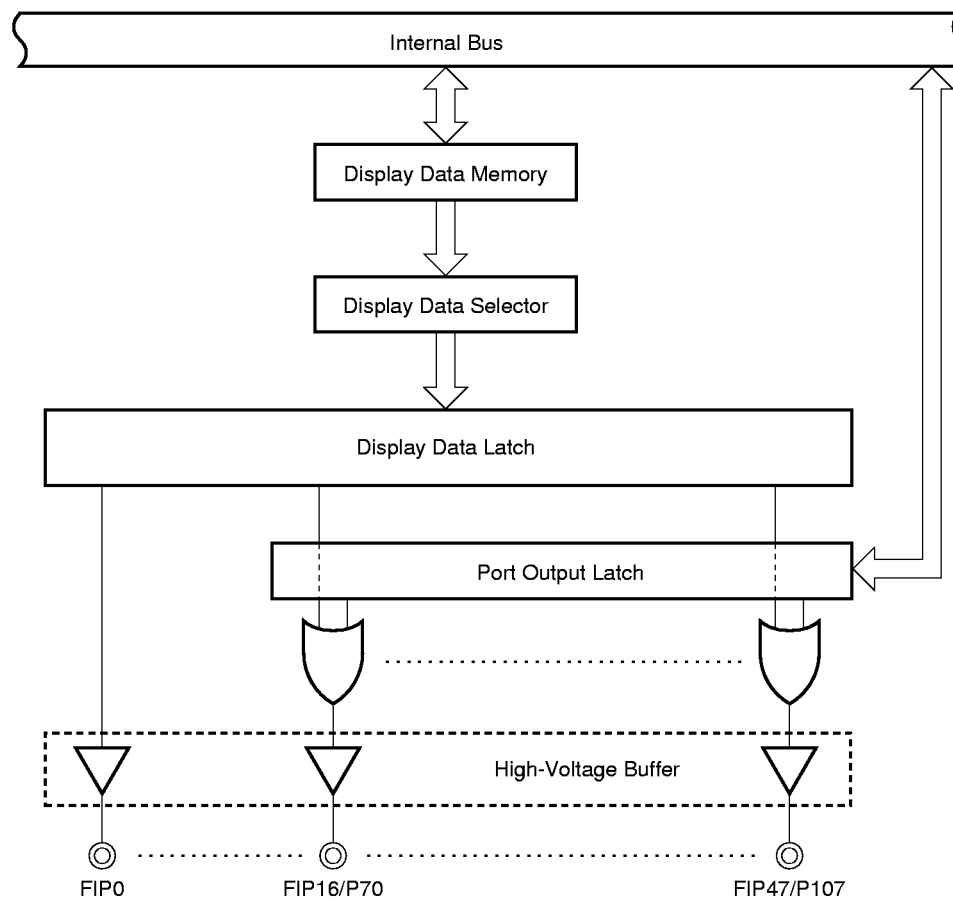 Internal Bus
Display Data Memory
Display Data Selector
Display Data Latch
Port Output Latch
High-Voltage Buffer
FIP0
FIP16/P70
FIP47/P107